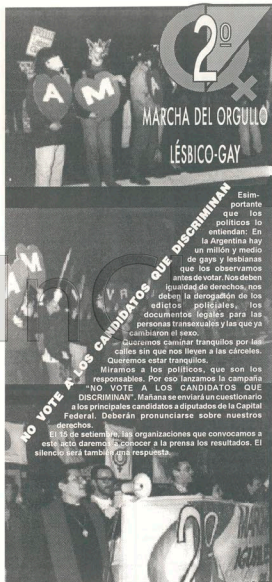 2º
MARCHA DEL ORGULLO
LÉSBICO-GAY
A M
NO VOTE A LOS CANDIDATOS QUE DISCRIMINAN
Es im-
portante
que los
políticos lo
entiendan: En
la Argentina hay
un millón y medio
de gays y lesbianas
que los observamos
antes de votar. Nos deben
igualdad de derechos, nos
deben la derogación de los
edictos policiales, los
documentos legales para las
personas transexuales y las que ya
cambiaron el sexo.
Queremos caminar tranquilos por las
calles sin que nos lleven a las cárceles.
Queremos estar tranquilos.
Miramos a los políticos, que son los
responsables. Por eso lanzamos la campaña
"NO VOTE A LOS CANDIDATOS QUE
DISCRIMINAN". Mañana se enviará un cuestionario
a los principales candidatos a diputados de la Capital
Federal. Deberán pronunciarse sobre nuestros
derechos.
El 15 de setiembre, las organizaciones que convocamos a
este acto daremos a conocer a la prensa los resultados. El
silencio será también una respuesta.
2º